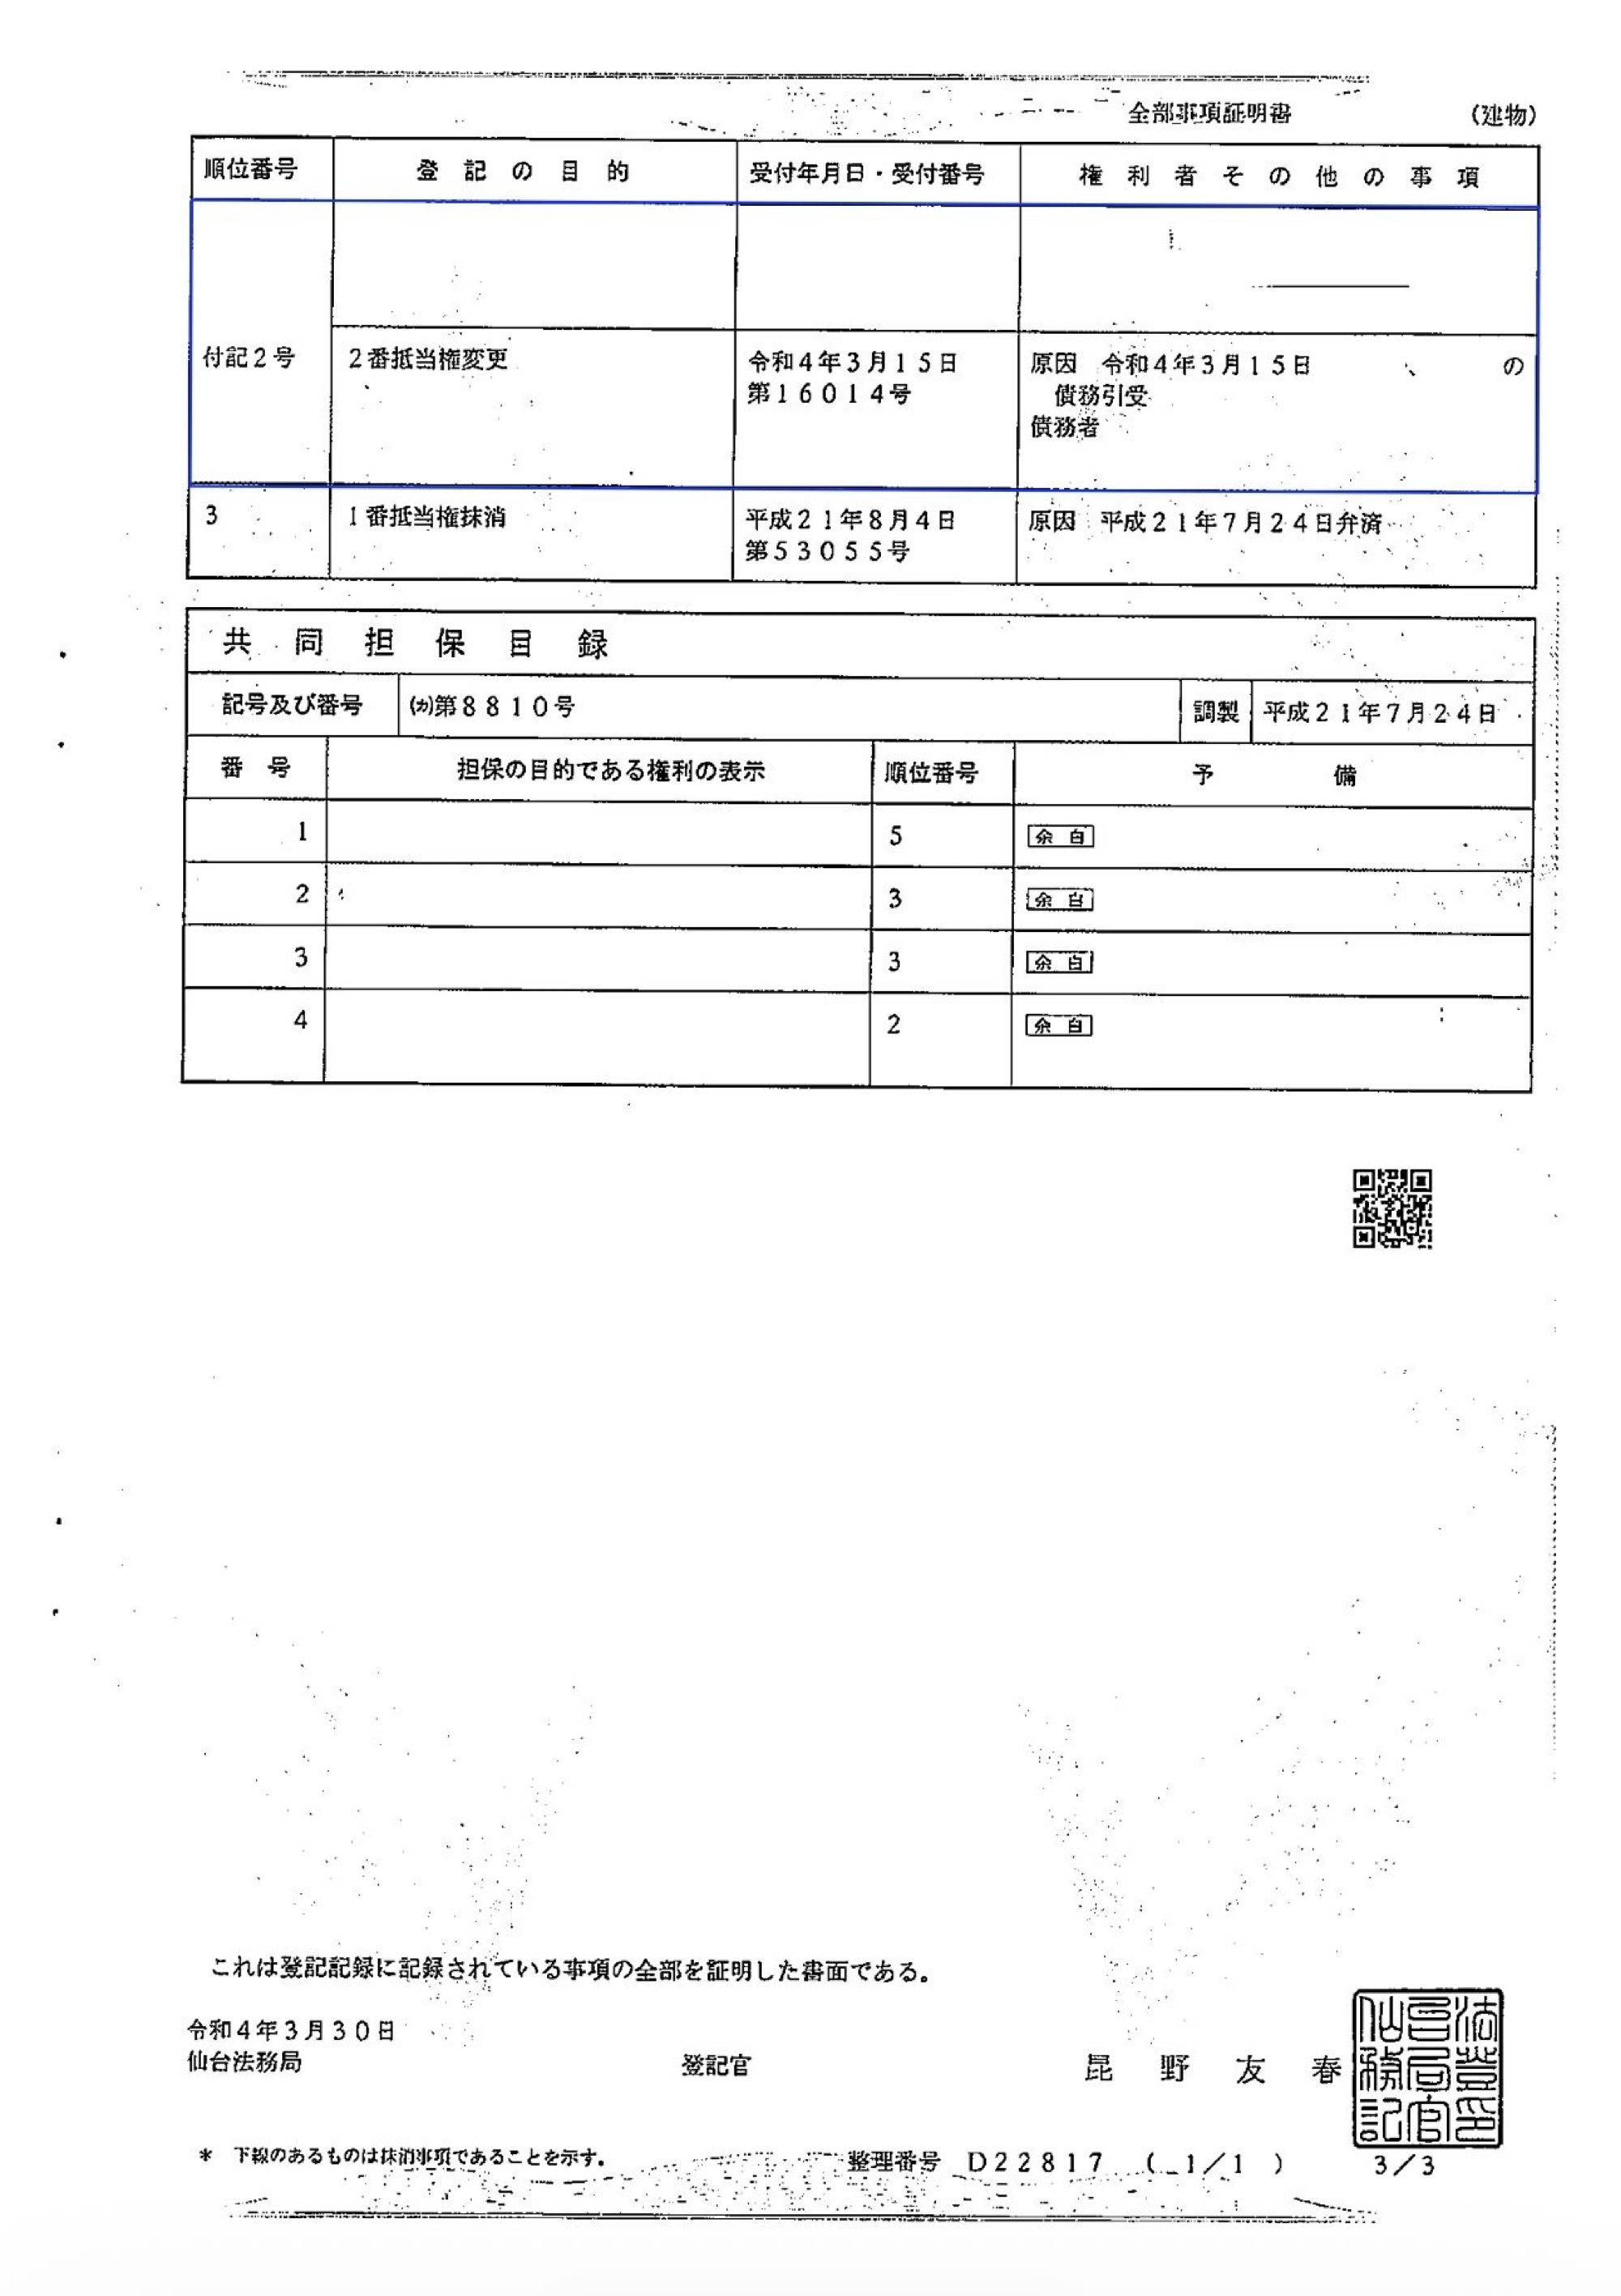 全部事項証明書　（建物）
順位番号　登記の目的　受付年月日・受付番号　権利者その他の事項
付記２号　２番抵当権変更　令和４年３月１５日　原因　令和４年３月１５日　、　の
第１６０１４号　債務引受
債務者
３　１番抵当権抹消　平成２１年８月４日　原因　平成２１年７月２４日弁済
第５３０５５号
共同担保目録
記号及び番号　㈎第８８１０号　調製　平成２１年７月２４日
番号　担保の目的である権利の表示　順位番号　予備
１　５　余白
２　３　余白
３　３　余白
４　２　余白
これは登記記録に記録されている事項の全部を証明した書面である。
令和４年３月３０日
仙台法務局　登記官　昆野友春
仙台法務局登記官印
＊　下線のあるものは抹消事項であることを示す。　整理番号　Ｄ２２８１７　（１／１）　３／３